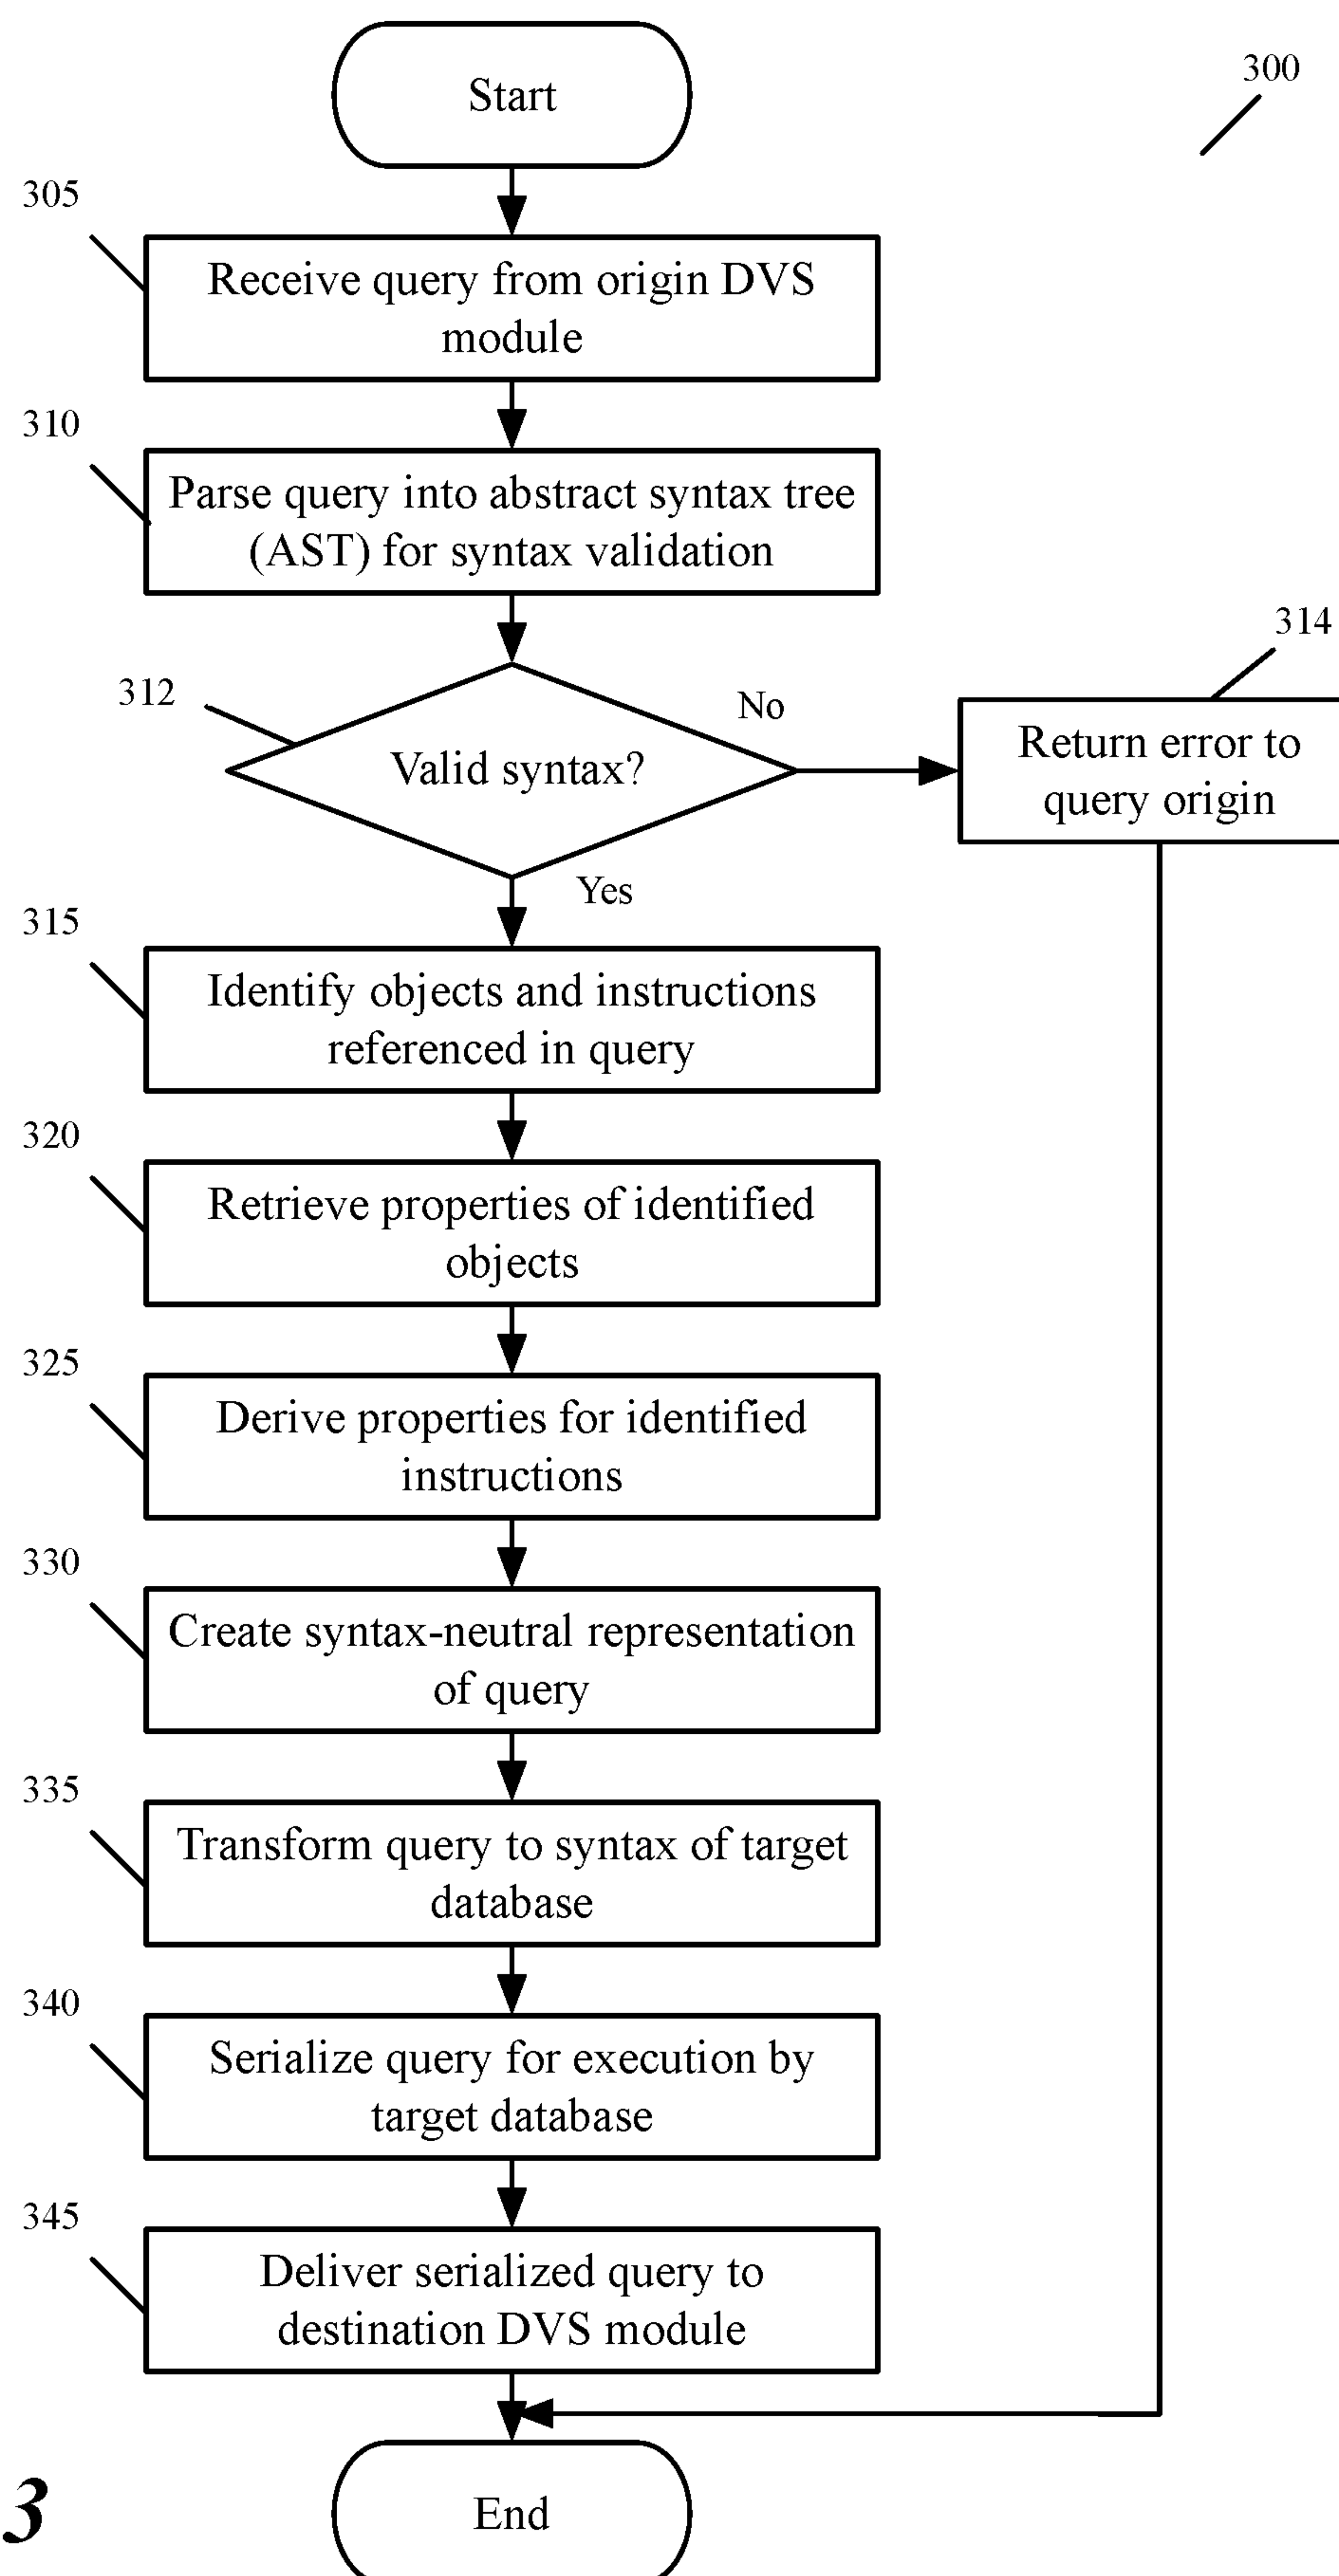 Start
300
305
Receive query from origin DVS
module
310
Parse query into abstract syntax tree
(AST) for syntax validation
312
Valid syntax?
No
314
Return error to
query origin
Yes
315
Identify objects and instructions
referenced in query
320
Retrieve properties of identified
objects
325
Derive properties for identified
instructions
330
Create syntax-neutral representation
of query
335
Transform query to syntax of target
database
340
Serialize query for execution by
target database
345
Deliver serialized query to
destination DVS module
End
3